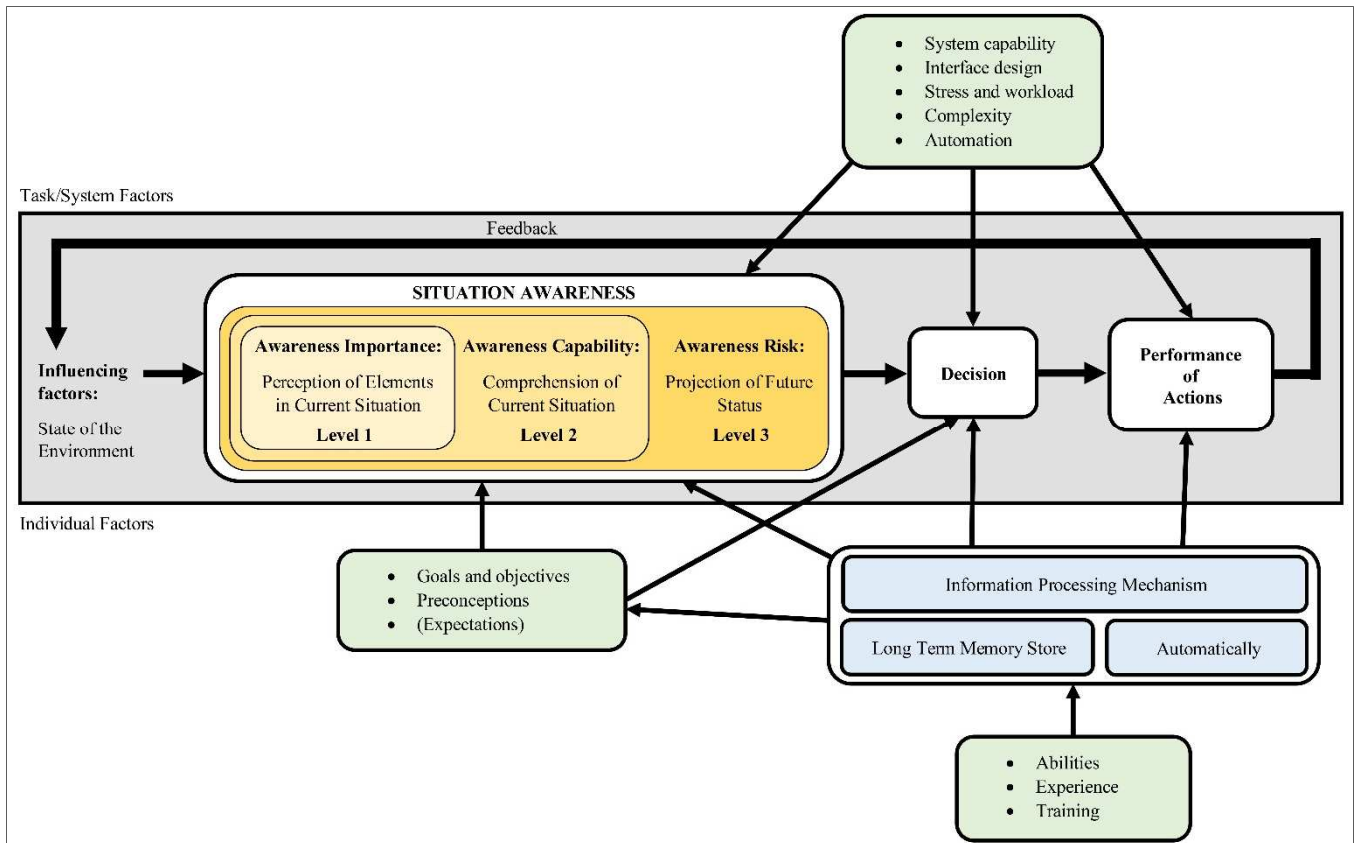 • System capability
• Interface design
• Stress and workload
• Complexity
• Automation
Task/System Factors
Feedback
SITUATION AWARENESS
Influencing
factors:
State of the
Environment
Awareness Importance:
Perception of Elements
in Current Situation
Level 1
Awareness Capability:
Comprehension of
Current Situation
Level 2
Awareness Risk:
Projection of Future
Status
Level 3
Decision
Performance
of
Actions
Individual Factors
• Goals and objectives
• Preconceptions
• (Expectations)
Information Processing Mechanism
Long Term Memory Store
Automatically
• Abilities
• Experience
• Training